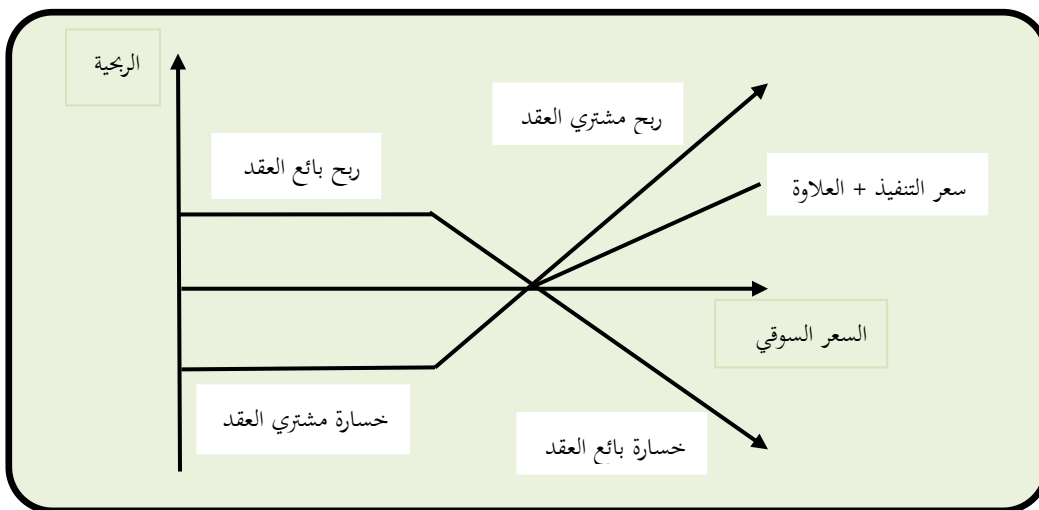 الربحية
ربح مشتري العقد
ربح بائع العقد
سعر التنفيذ + العلاوة
السعر السوقي
خسارة مشتري العقد
خسارة بائع العقد